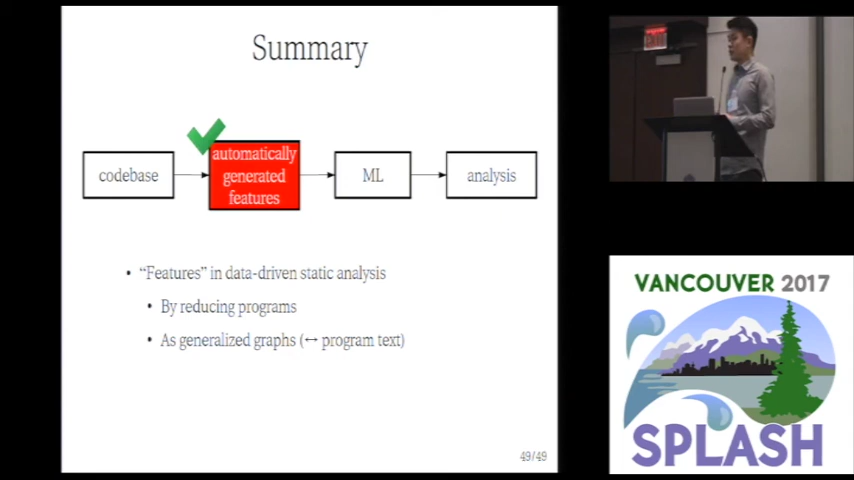 Summary
codebase
automatically
generated
features
ML
analysis
• “Features” in data-driven static analysis
• By reducing programs
• As generalized graphs (↔ program text)
49/49
EXIT
VANCOUVER 2017
SPLASH